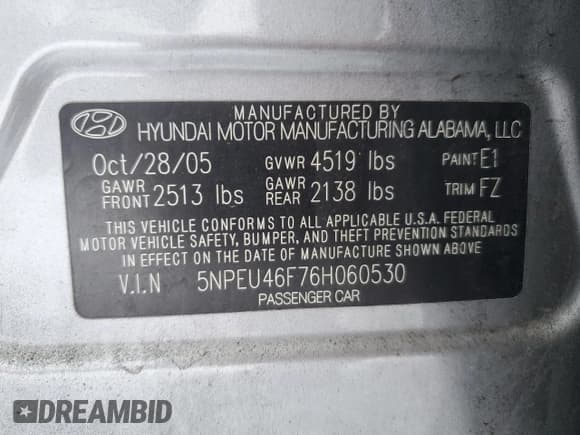 MANUFACTURED BY
HYUNDAI MOTOR MANUFACTURING ALABAMA, LLC
Oct/28/05 GVWR 4519 lbs PAINT E1
GAWR FRONT 2513 lbs GAWR REAR 2138 lbs TRIM FZ
THIS VEHICLE CONFORMS TO ALL APPLICABLE U.S.A. FEDERAL
MOTOR VEHICLE SAFETY, BUMPER, AND THEFT PREVENTION STANDARDS
IN EFFECT ON THE DATE OF MANUFACTURE SHOWN ABOVE.
V.I.N 5NPEU46F76H060530
PASSENGER CAR
DREAMBID